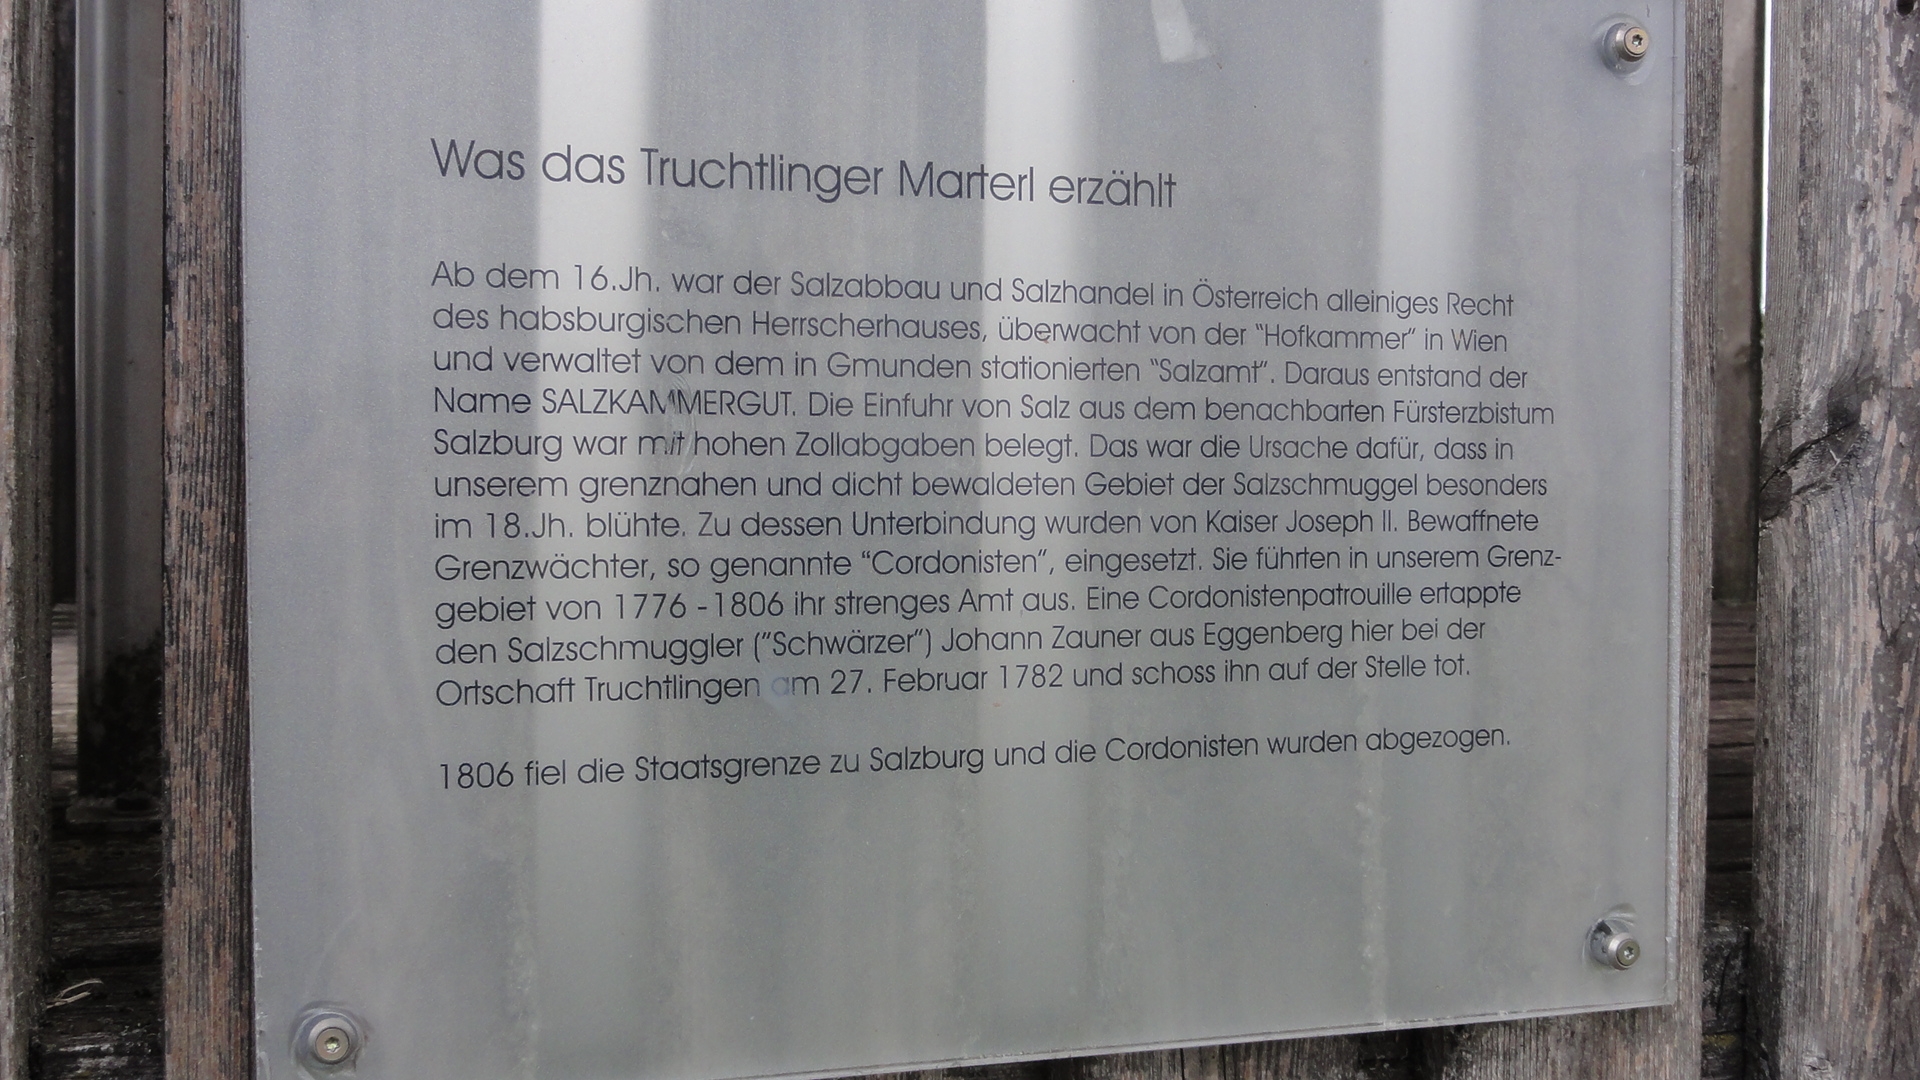 Was das Truchtlinger Marterl erzählt
Ab dem 16.Jh. war der Salzabbau und Salzhandel in Österreich alleiniges Recht
des habsburgischen Herrscherhauses, überwacht von der "Hofkammer" in Wien
und verwaltet von dem in Gmunden stationierten "Salzamt". Daraus entstand der
Name SALZKAMMERGUT. Die Einfuhr von Salz aus dem benachbarten Fürsterzbistum
Salzburg war mit hohen Zollabgaben belegt. Das war die Ursache dafür, dass in
unserem grenznahen und dicht bewaldeten Gebiet der Salzschmuggel besonders
im 18.Jh. blühte. Zu dessen Unterbindung wurden von Kaiser Joseph II. Bewaffnete
Grenzwächter, so genannte "Cordonisten", eingesetzt. Sie führten in unserem Grenz-
gebiet von 1776 -1806 ihr strenges Amt aus. Eine Cordonistenpatrouille ertappte
den Salzschmuggler ("Schwärzer") Johann Zauner aus Eggenberg hier bei der
Ortschaft Truchtlingen am 27. Februar 1782 und schoss ihn auf der Stelle tot.
1806 fiel die Staatsgrenze zu Salzburg und die Cordonisten wurden abgezogen.